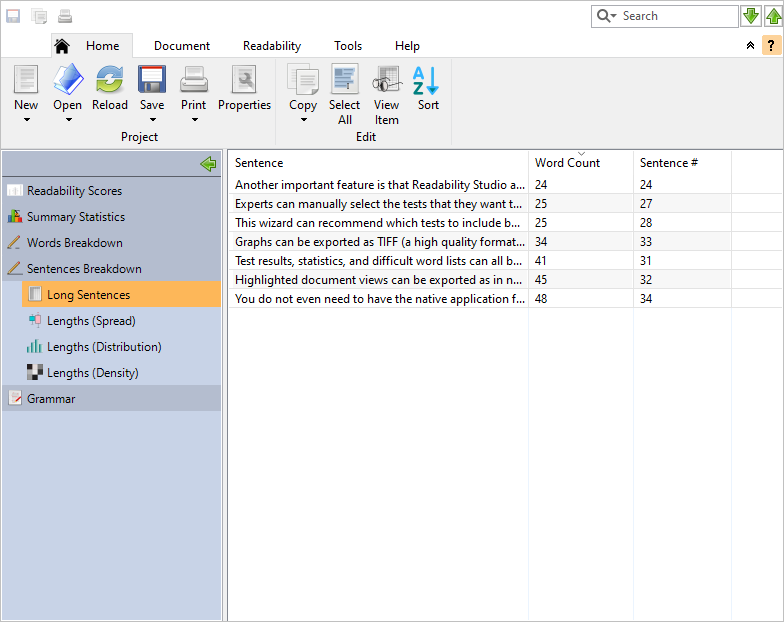 Search
Home Document Readability Tools Help
?
New Open Reload Save Print Properties Copy Select All View Item A Z Sort
Project Edit
Readability Scores
Summary Statistics
Words Breakdown
Sentences Breakdown
Long Sentences
Lengths (Spread)
Lengths (Distribution)
Lengths (Density)
Grammar
Sentence Word Count Sentence #
Another important feature is that Readability Studio a... 24 24
Experts can manually select the tests that they want t... 25 27
This wizard can recommend which tests to include b... 25 28
Graphs can be exported as TIFF (a high quality format... 34 33
Test results, statistics, and difficult word lists can all b... 41 31
Highlighted document views can be exported as in n... 45 32
You do not even need to have the native application f... 48 34